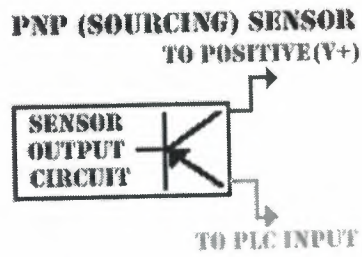 PNP (SOURCING) SENSOR
TO POSITIVE(V+)
SENSOR
OUTPUT
CIRCUIT
TO PLC INPUT